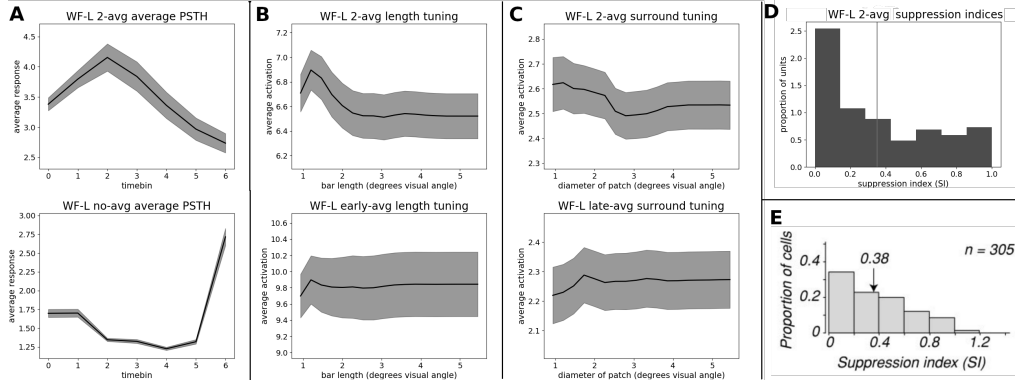 A
WF-L 2-avg average PSTH
average response
4.5
4.0
3.5
3.0
2.5
0 1 2 3 4 5 6
timebin
WF-L no-avg average PSTH
average response
3.00
2.75
2.50
2.25
2.00
1.75
1.50
1.25
0 1 2 3 4 5 6
timebin
B
WF-L 2-avg length tuning
average activation
7.2
7.0
6.8
6.6
6.4
6.2
1 2 3 4 5
bar length (degrees visual angle)
WF-L early-avg length tuning
average activation
10.6
10.4
10.2
10.0
9.8
9.6
9.4
9.2
9.0
1 2 3 4 5
bar length (degrees visual angle)
C
WF-L 2-avg surround tuning
average activation
2.8
2.7
2.6
2.5
2.4
2.3
1 2 3 4 5
diameter of patch (degrees visual angle)
WF-L late-avg surround tuning
average activation
2.4
2.3
2.2
2.1
1 2 3 4 5
diameter of patch (degrees visual angle)
D
WF-L 2-avg suppression indices
proportion of units
2.5
2.0
1.5
1.0
0.5
0.0
0.0 0.2 0.4 0.6 0.8 1.0
suppression index (SI)
E
Proportion of cells
n = 305
0.38
0.4
0.2
0
0 0.4 0.8 1.2
Suppression index (SI)